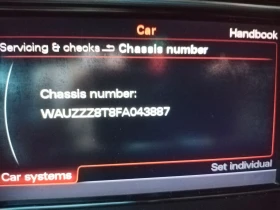 Car
Handbook
Servicing & checks Chassis number
Chassis number:
WAUZZZ8T8FA043887
Set individual
Car systems